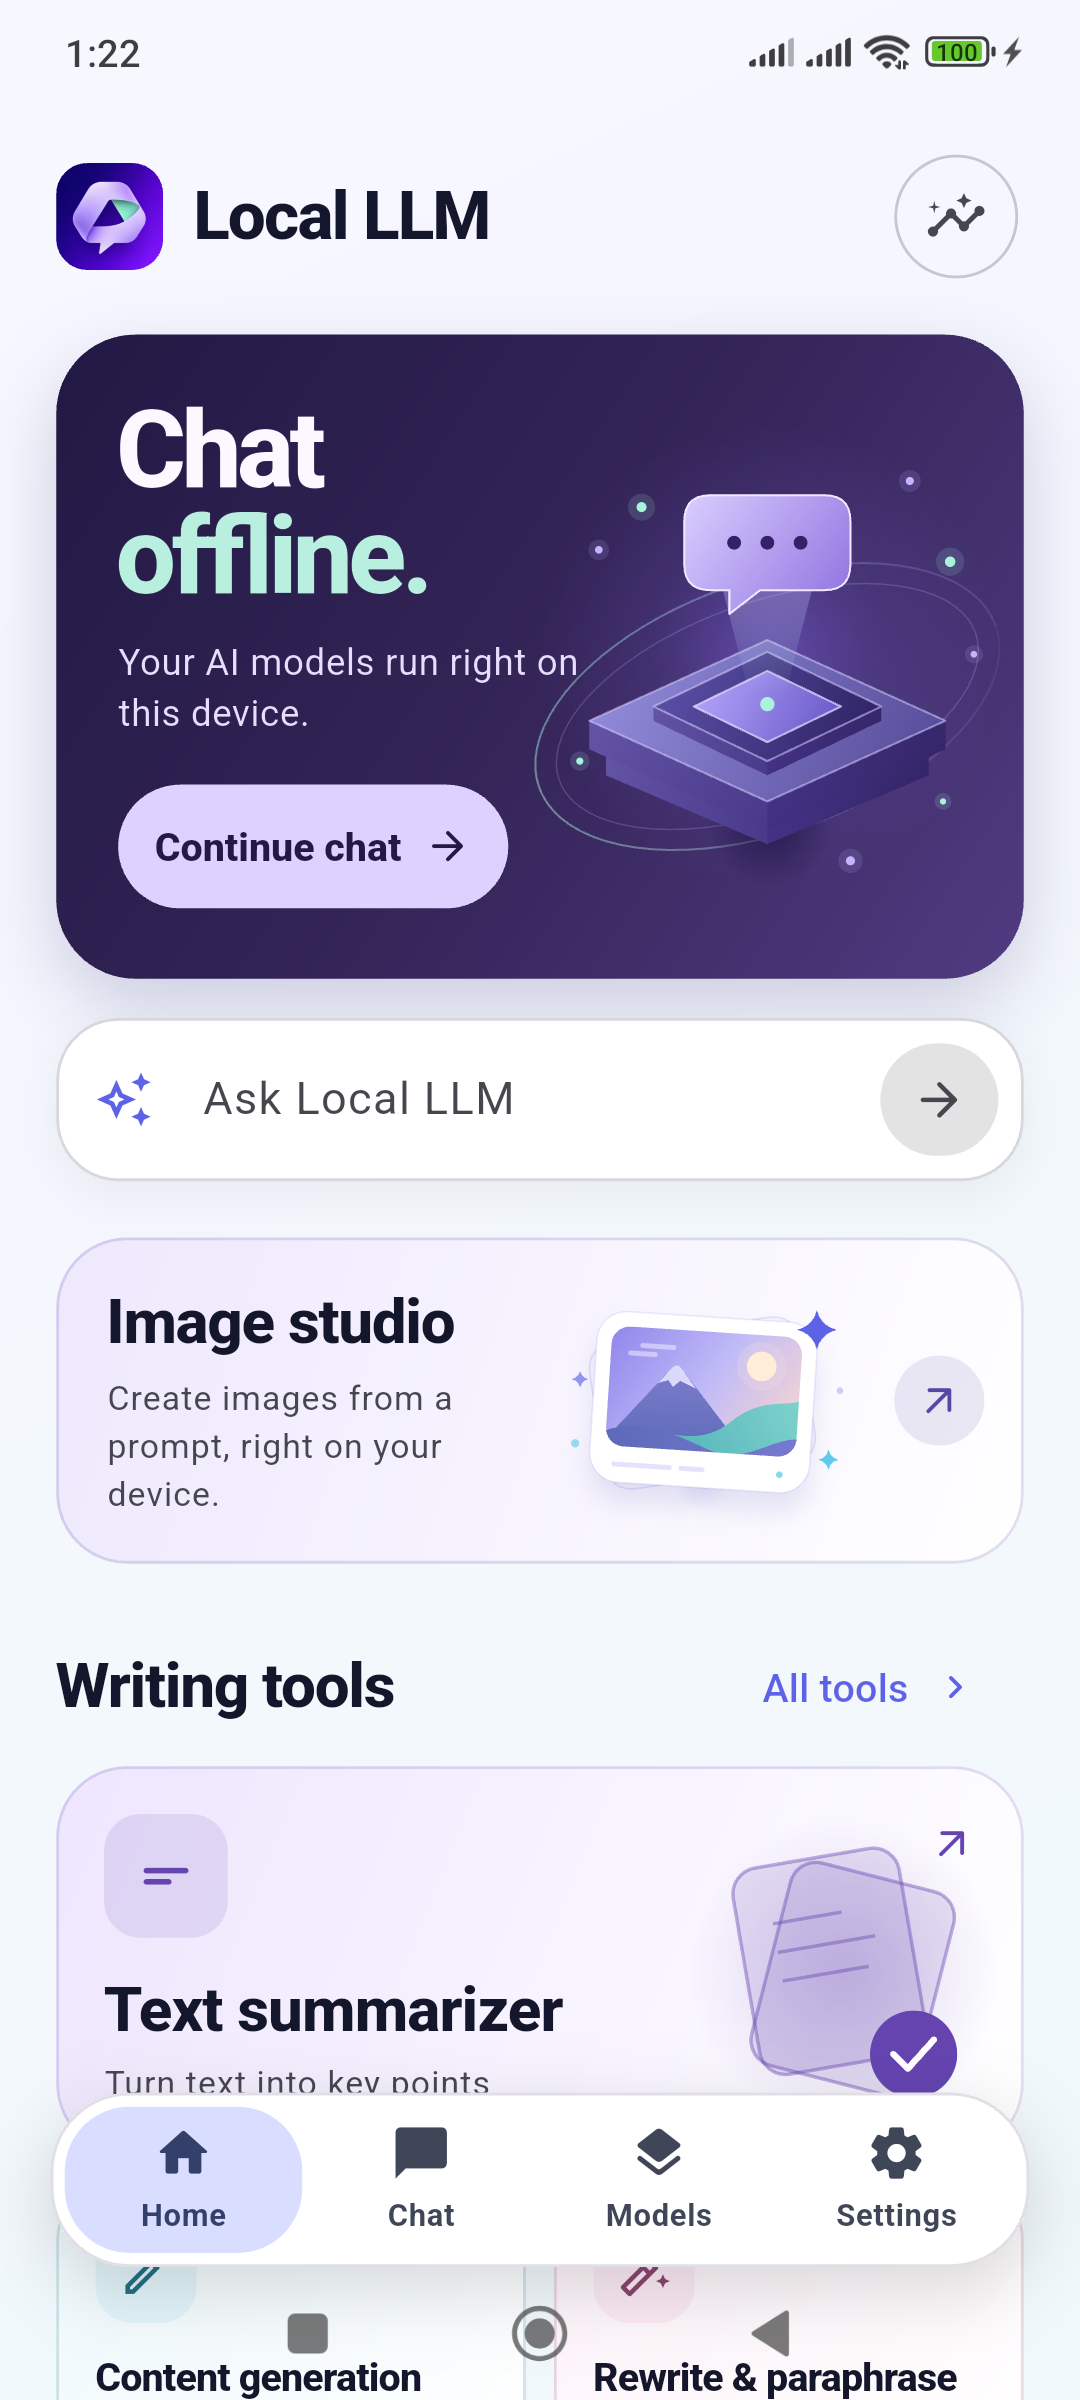 1:22
100
Local LLM
Chat
offline.
Your AI models run right on
this device.
Continue chat
Ask Local LLM
Image studio
Create images from a
prompt, right on your
device.
Writing tools
All tools
Text summarizer
Turn text into key points
Home
Chat
Models
Settings
Content generation
Rewrite & paraphrase